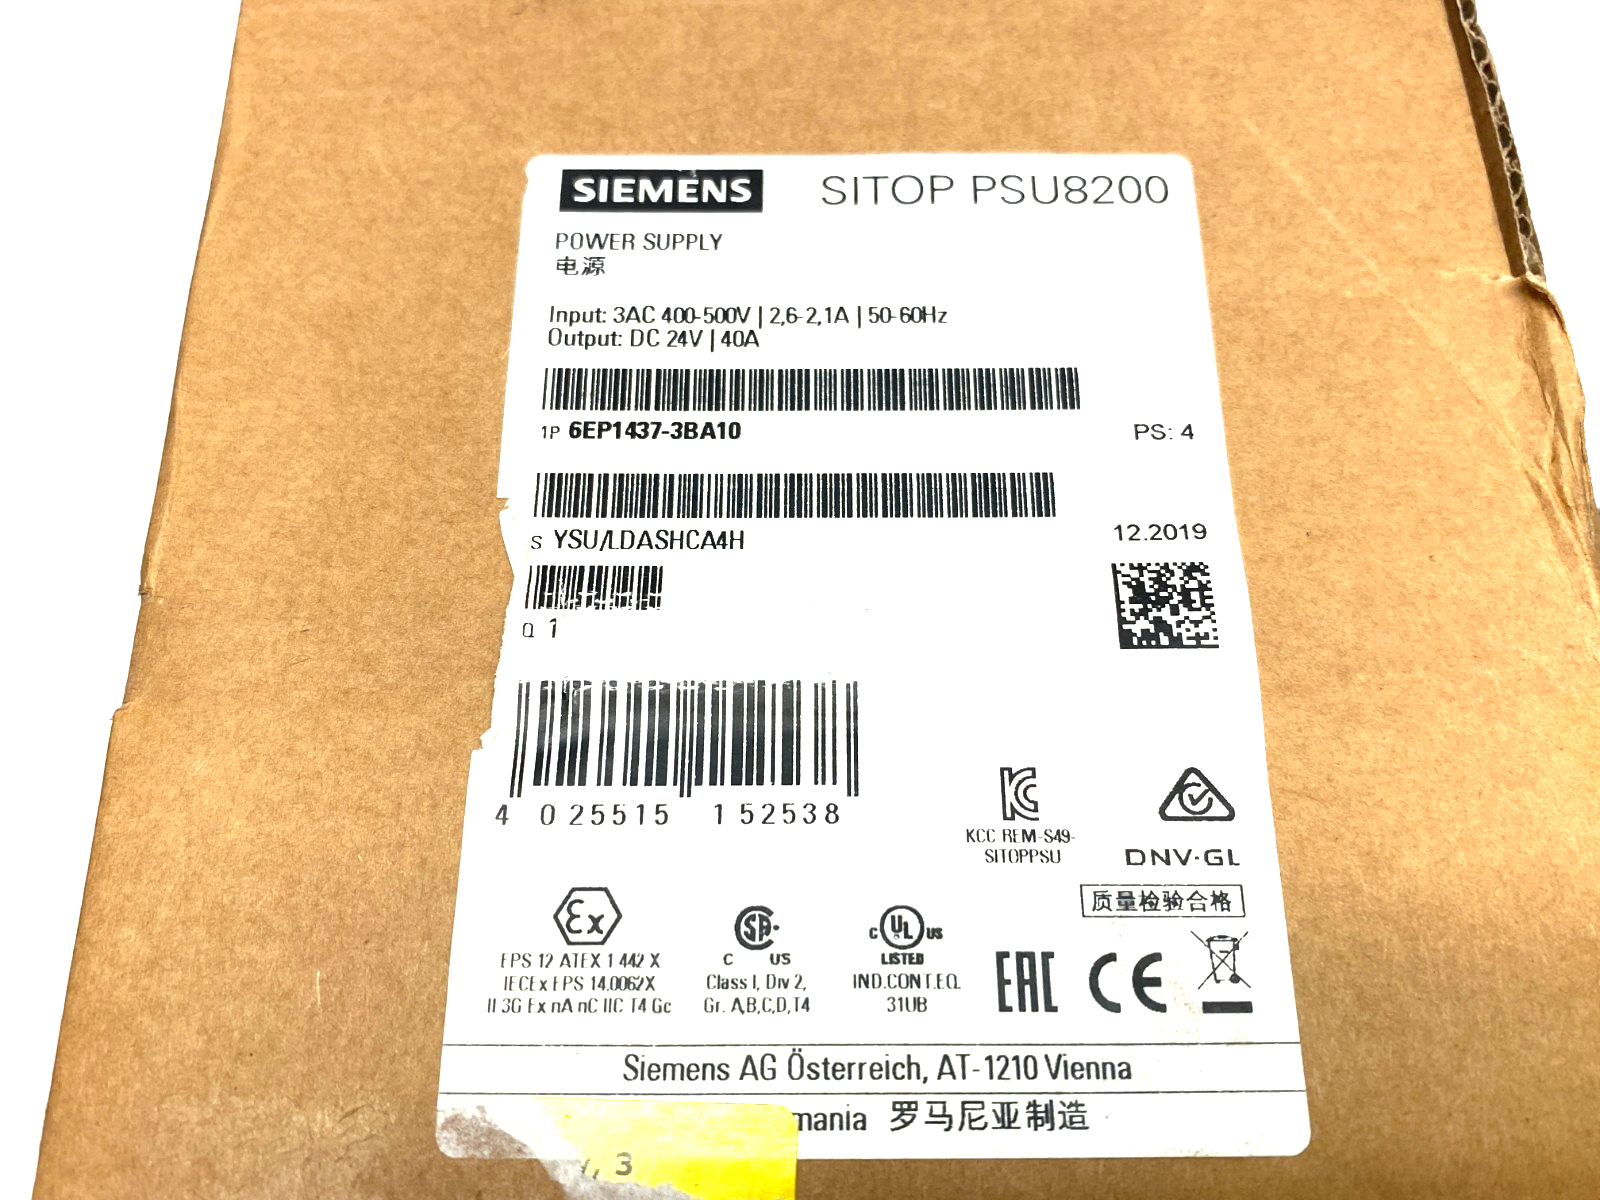 SIEMENS SITOP PSU8200
POWER SUPPLY
电源
Input: 3AC 400-500V | 2,6-2,1A | 50-60Hz
Output: DC 24V | 40A
1P 6EP1437-3BA10 PS: 4
S YSU/LDASHCA4H 12.2019
Q 1
4 025515 152538
KCC REM-S49-
SITOPPSU
DNV·GL
质量检验合格
Ex
EPS 12 ATEX 1 442 X
IECEx EPS 14.0062X
II 3G Ex nA nC IIC T4 Gc
SA
C US
Class I, Div 2,
Gr. A,B,C,D,T4
C UL US
LISTED
IND.CONT.EQ.
31UB
EAC CE
Siemens AG Österreich, AT-1210 Vienna
mania 罗马尼亚制造
, 3